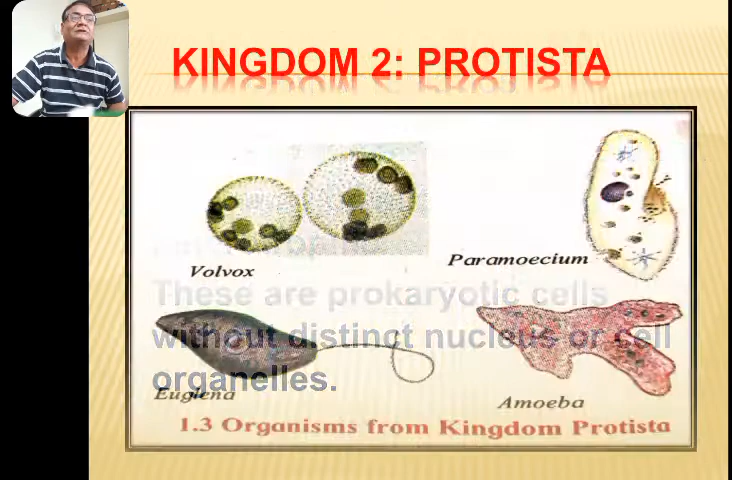 KINGDOM 2: PROTISTA
Volvox
Paramoecium
These are prokaryotic cells
without distinct nucleus or cell
organelles.
Euglena
Amoeba
1.3 Organisms from Kingdom Protista